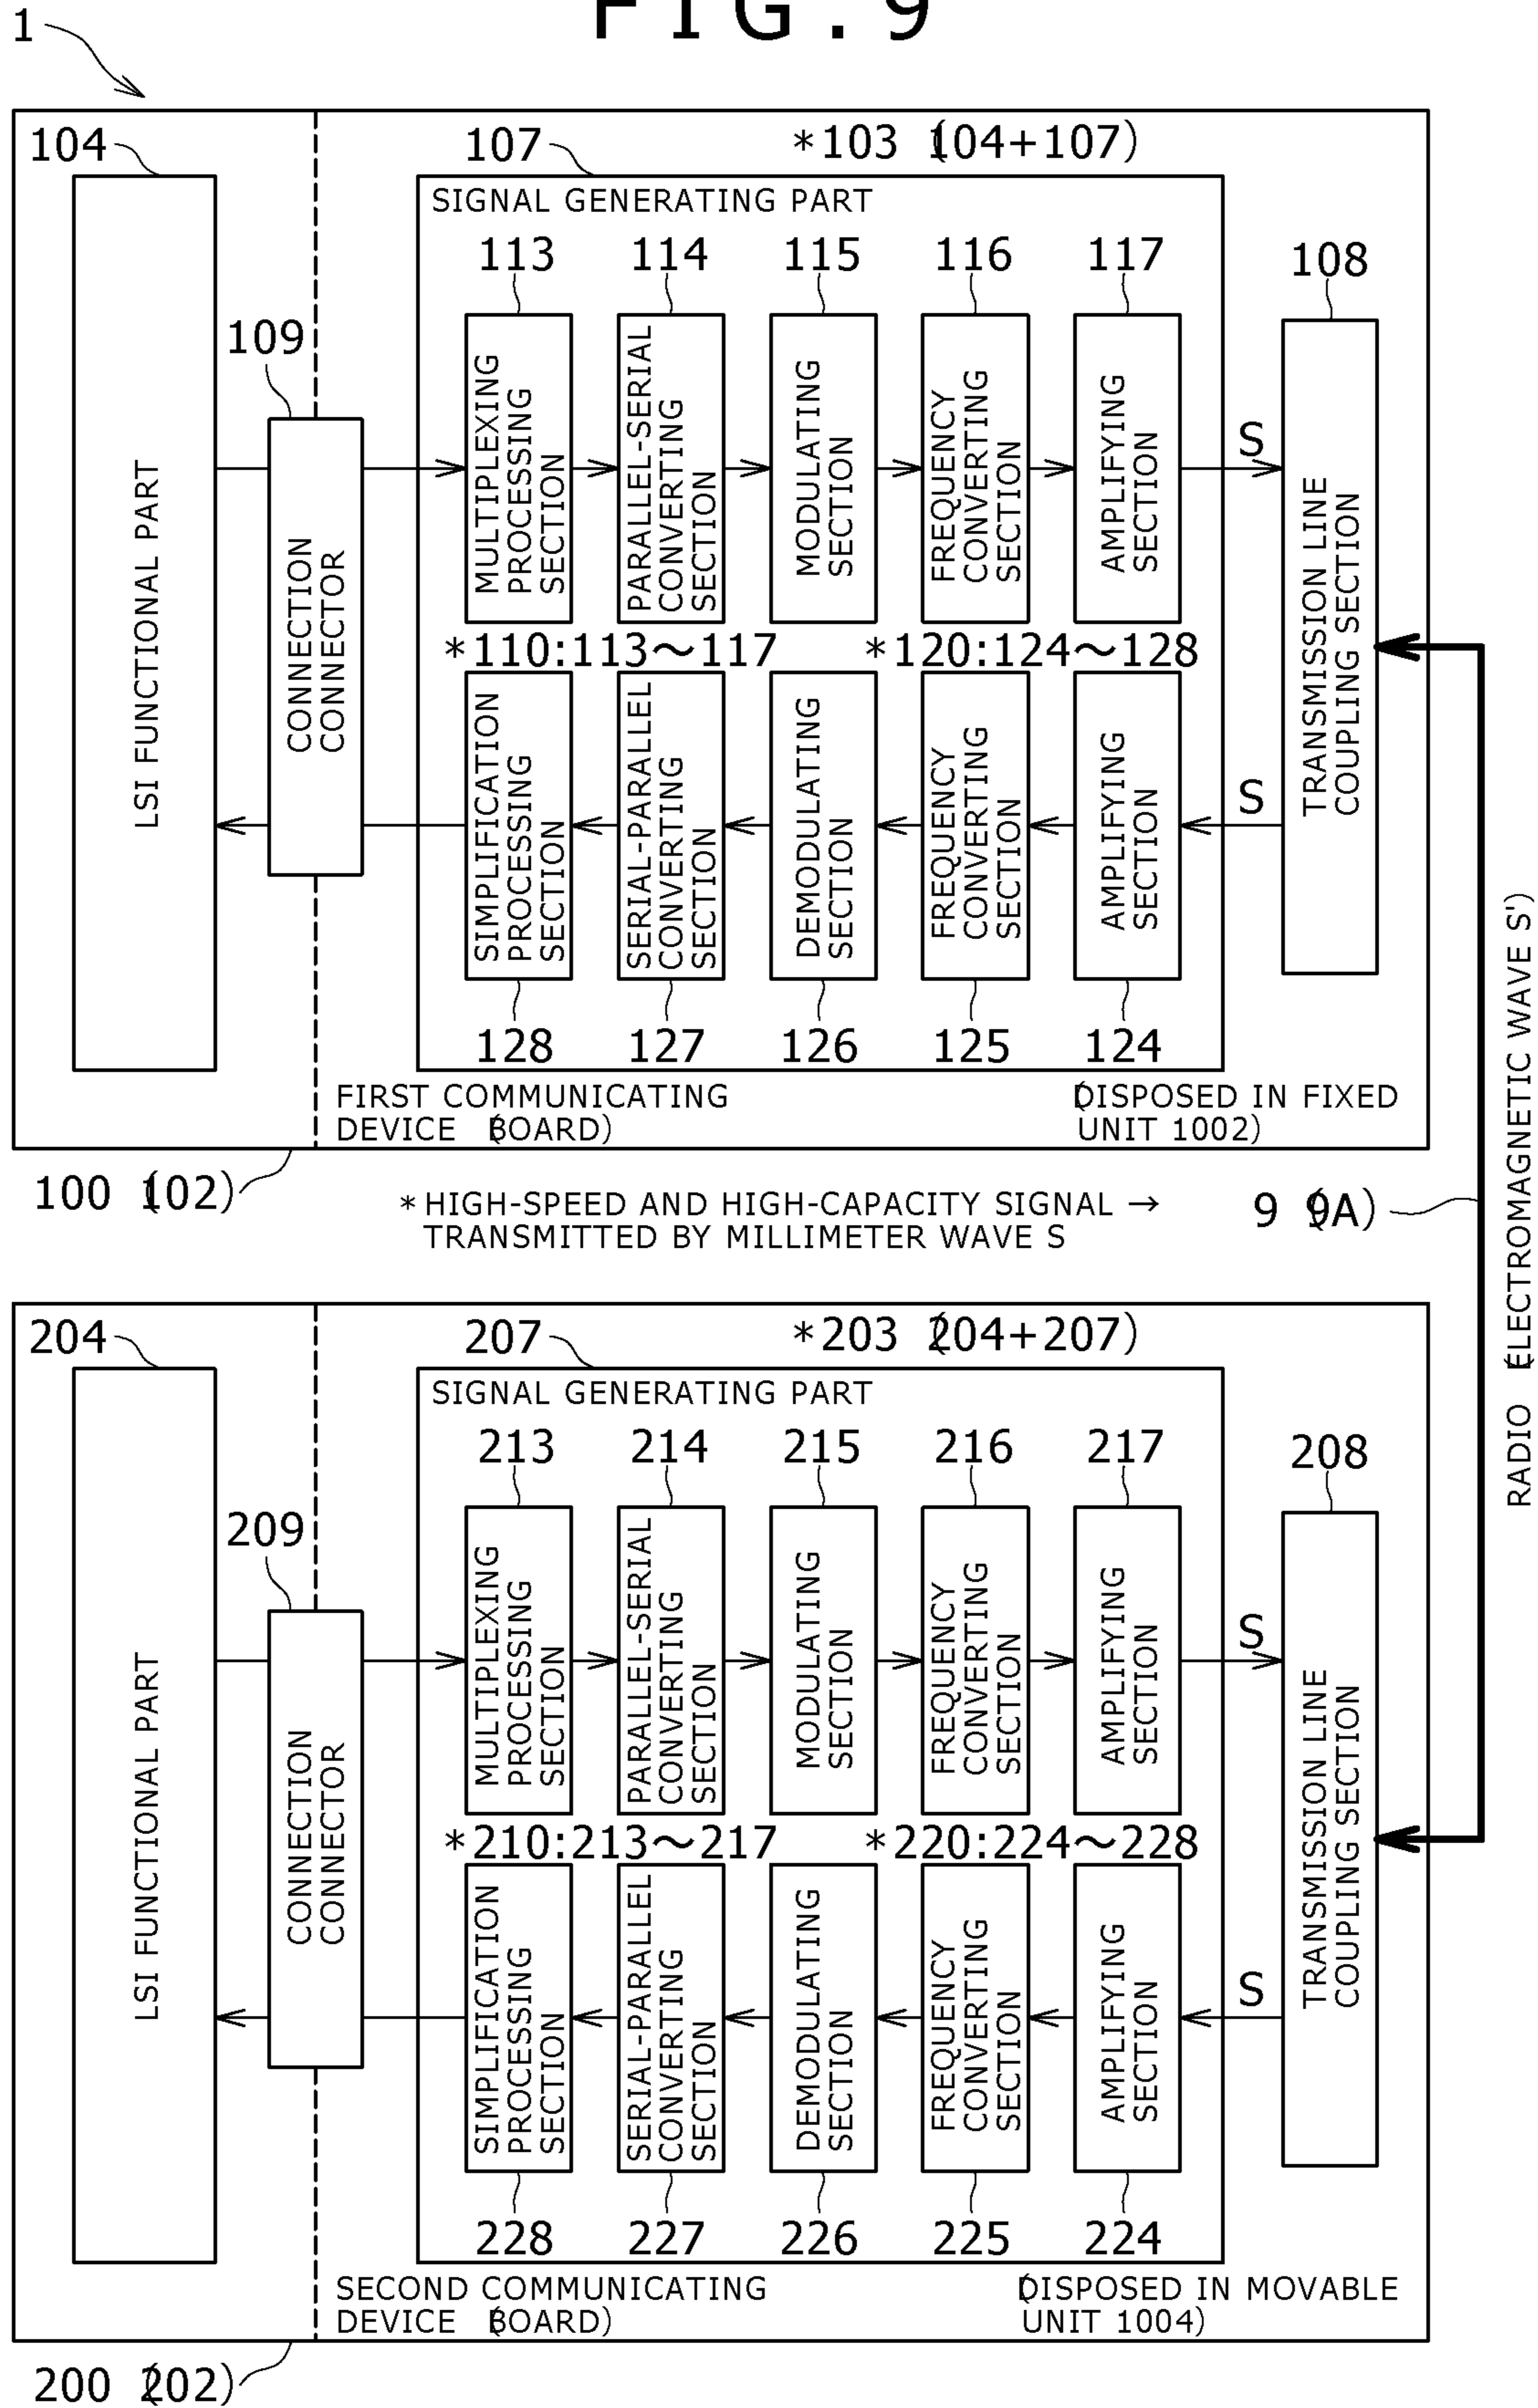 FIG.9
1
104
107
*103 (104+107)
SIGNAL GENERATING PART
113
114
115
116
117
108
109
LSI FUNCTIONAL PART
CONNECTION
CONNECTOR
MULTIPLEXING
PROCESSING
SECTION
PARALLEL-SERIAL
CONVERTING
SECTION
MODULATING
SECTION
FREQUENCY
CONVERTING
SECTION
AMPLIFYING
SECTION
S
TRANSMISSION LINE
COUPLING SECTION
*110:113～117
*120:124～128
SIMPLIFICATION
PROCESSING
SECTION
SERIAL-PARALLEL
CONVERTING
SECTION
DEMODULATING
SECTION
FREQUENCY
CONVERTING
SECTION
AMPLIFYING
SECTION
S
128
127
126
125
124
FIRST COMMUNICATING
DEVICE (BOARD)
(DISPOSED IN FIXED
UNIT 1002)
100 (102)
*HIGH-SPEED AND HIGH-CAPACITY SIGNAL →
TRANSMITTED BY MILLIMETER WAVE S
9 (9A)
RADIO (ELECTROMAGNETIC WAVE S')
204
207
*203 (204+207)
SIGNAL GENERATING PART
213
214
215
216
217
208
209
LSI FUNCTIONAL PART
CONNECTION
CONNECTOR
MULTIPLEXING
PROCESSING
SECTION
PARALLEL-SERIAL
CONVERTING
SECTION
MODULATING
SECTION
FREQUENCY
CONVERTING
SECTION
AMPLIFYING
SECTION
S
TRANSMISSION LINE
COUPLING SECTION
*210:213～217
*220:224～228
SIMPLIFICATION
PROCESSING
SECTION
SERIAL-PARALLEL
CONVERTING
SECTION
DEMODULATING
SECTION
FREQUENCY
CONVERTING
SECTION
AMPLIFYING
SECTION
S
228
227
226
225
224
SECOND COMMUNICATING
DEVICE (BOARD)
(DISPOSED IN MOVABLE
UNIT 1004)
200 (202)